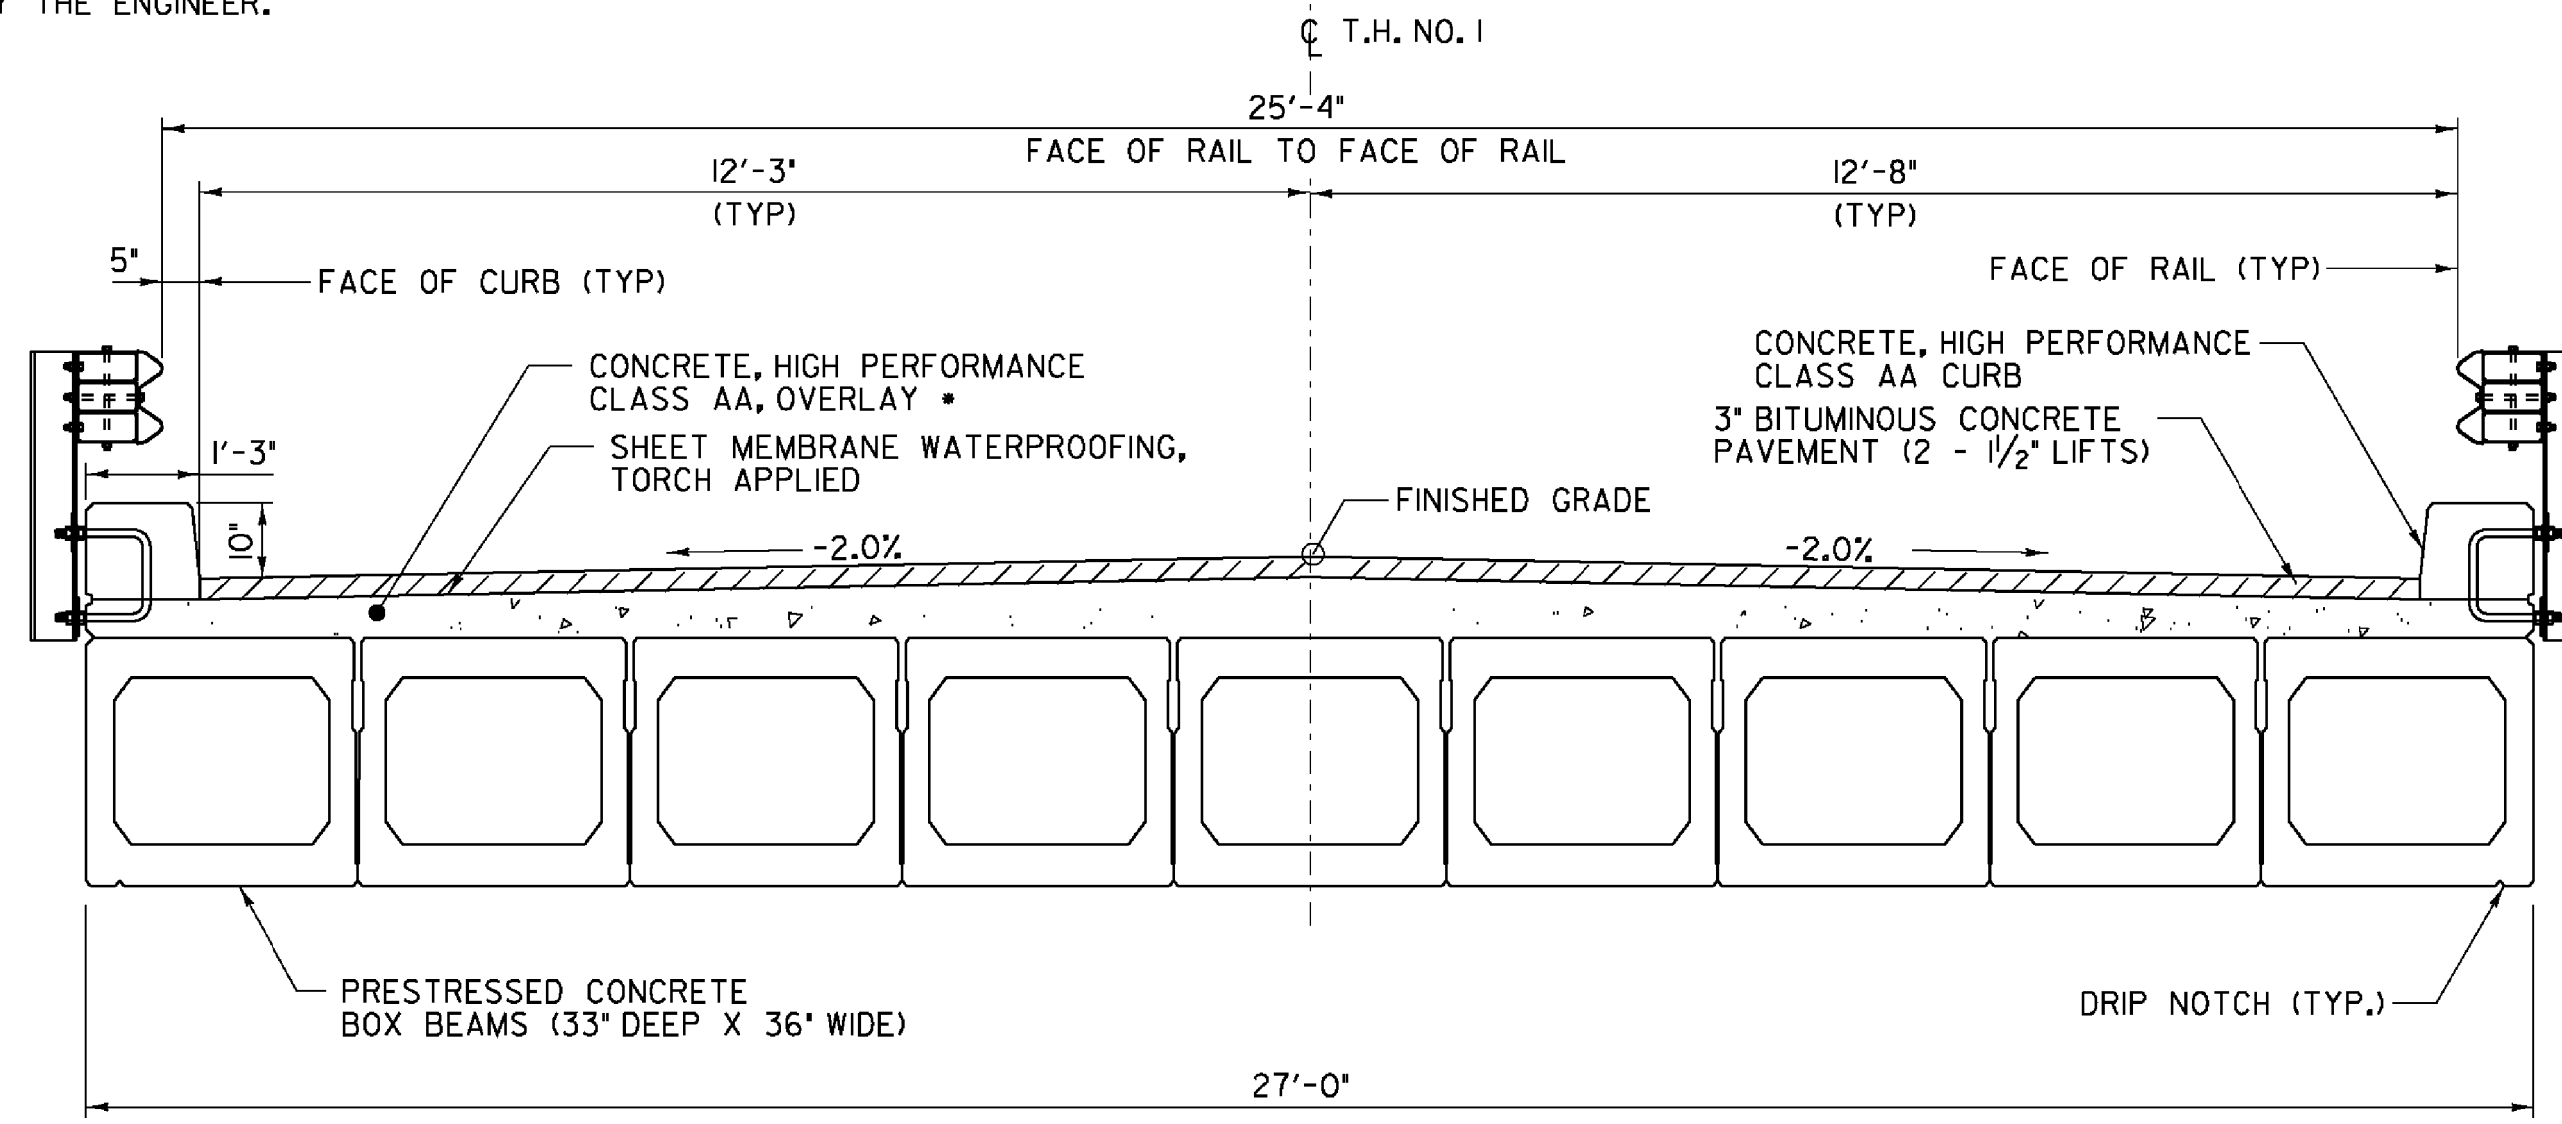 THE ENGINEER.
℄ T.H. NO. 1
25'-4"
FACE OF RAIL TO FACE OF RAIL
12'-3"
(TYP)
12'-8"
(TYP)
5"
FACE OF CURB (TYP)
FACE OF RAIL (TYP)
CONCRETE, HIGH PERFORMANCE
CLASS AA, OVERLAY *
CONCRETE, HIGH PERFORMANCE
CLASS AA CURB
3" BITUMINOUS CONCRETE
PAVEMENT (2 - 1 1/2" LIFTS)
SHEET MEMBRANE WATERPROOFING,
TORCH APPLIED
1'-3"
FINISHED GRADE
10"
-2.0%
-2.0%
PRESTRESSED CONCRETE
BOX BEAMS (33" DEEP X 36" WIDE)
DRIP NOTCH (TYP.)
27'-0"